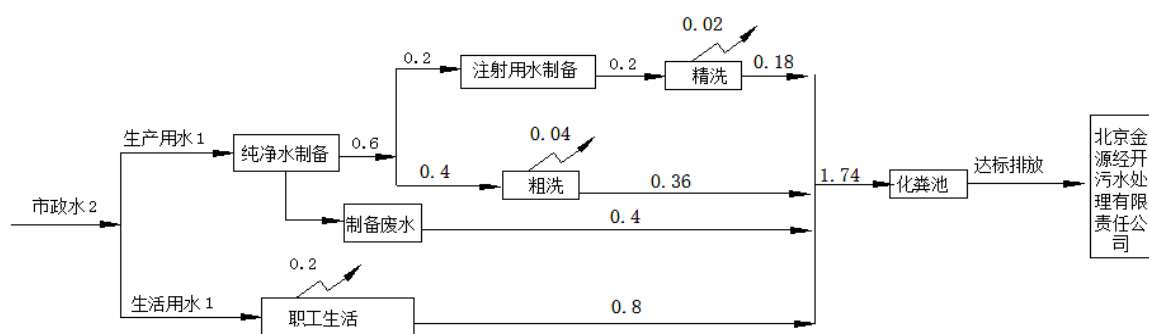 0.02
0.2
注射用水制备
0.2
精洗
0.18
生产用水1
纯净水制备
0.6
0.04
0.4
粗洗
0.36
市政水2
制备废水
0.4
1.74
化粪池
达标排放
北京金
源经开
污水处
理有限
责任公
司
0.2
生活用水1
职工生活
0.8